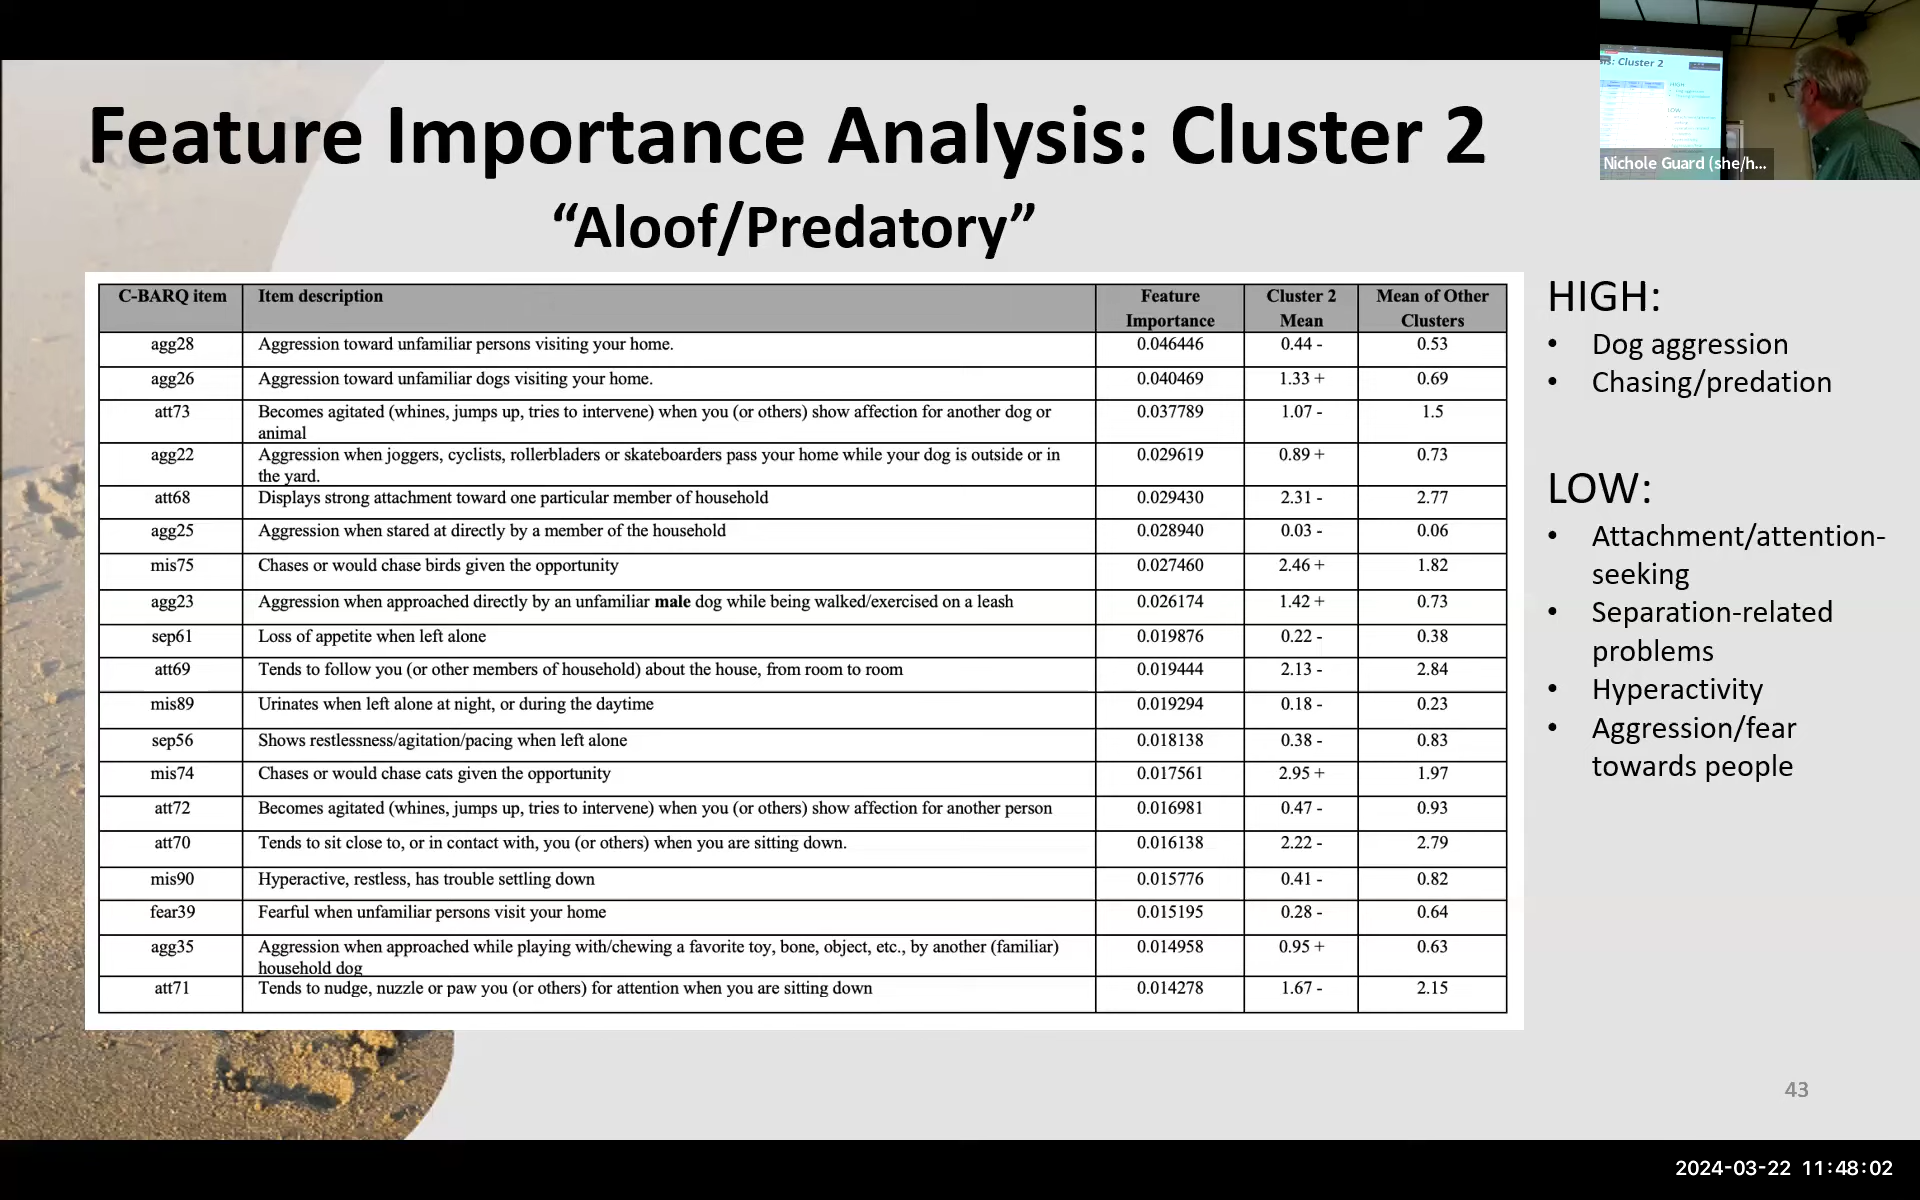 Feature Importance Analysis: Cluster 2
“Aloof/Predatory”
C-BARQ item Item description Feature Importance Cluster 2 Mean Mean of Other Clusters
agg28 Aggression toward unfamiliar persons visiting your home. 0.046446 0.44 - 0.53
agg26 Aggression toward unfamiliar dogs visiting your home. 0.040469 1.33 + 0.69
att73 Becomes agitated (whines, jumps up, tries to intervene) when you (or others) show affection for another dog or animal 0.037789 1.07 - 1.5
agg22 Aggression when joggers, cyclists, rollerbladers or skateboarders pass your home while your dog is outside or in the yard. 0.029619 0.89 + 0.73
att68 Displays strong attachment toward one particular member of household 0.029430 2.31 - 2.77
agg25 Aggression when stared at directly by a member of the household 0.028940 0.03 - 0.06
mis75 Chases or would chase birds given the opportunity 0.027460 2.46 + 1.82
agg23 Aggression when approached directly by an unfamiliar male dog while being walked/exercised on a leash 0.026174 1.42 + 0.73
sep61 Loss of appetite when left alone 0.019876 0.22 - 0.38
att69 Tends to follow you (or other members of household) about the house, from room to room 0.019444 2.13 - 2.84
mis89 Urinates when left alone at night, or during the daytime 0.019294 0.18 - 0.23
sep56 Shows restlessness/agitation/pacing when left alone 0.018138 0.38 - 0.83
mis74 Chases or would chase cats given the opportunity 0.017561 2.95 + 1.97
att72 Becomes agitated (whines, jumps up, tries to intervene) when you (or others) show affection for another person 0.016981 0.47 - 0.93
att70 Tends to sit close to, or in contact with, you (or others) when you are sitting down. 0.016138 2.22 - 2.79
mis90 Hyperactive, restless, has trouble settling down 0.015776 0.41 - 0.82
fear39 Fearful when unfamiliar persons visit your home 0.015195 0.28 - 0.64
agg35 Aggression when approached while playing with/chewing a favorite toy, bone, object, etc., by another (familiar) household dog 0.014958 0.95 + 0.63
att71 Tends to nudge, nuzzle or paw you (or others) for attention when you are sitting down 0.014278 1.67 - 2.15
HIGH:
• Dog aggression
• Chasing/predation
LOW:
• Attachment/attention-
seeking
• Separation-related
problems
• Hyperactivity
• Aggression/fear
towards people
43
Cluster 2
HIGH
LOW
Nichole Guard (she/h...
2024-03-22 11:48:02